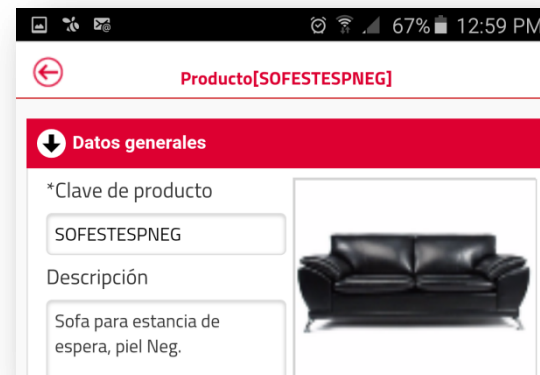 67% 12:59 PM
Producto[SOFESTESPNEG]
Datos generales
*Clave de producto
SOFESTESPNEG
Descripción
Sofa para estancia de
espera, piel Neg.